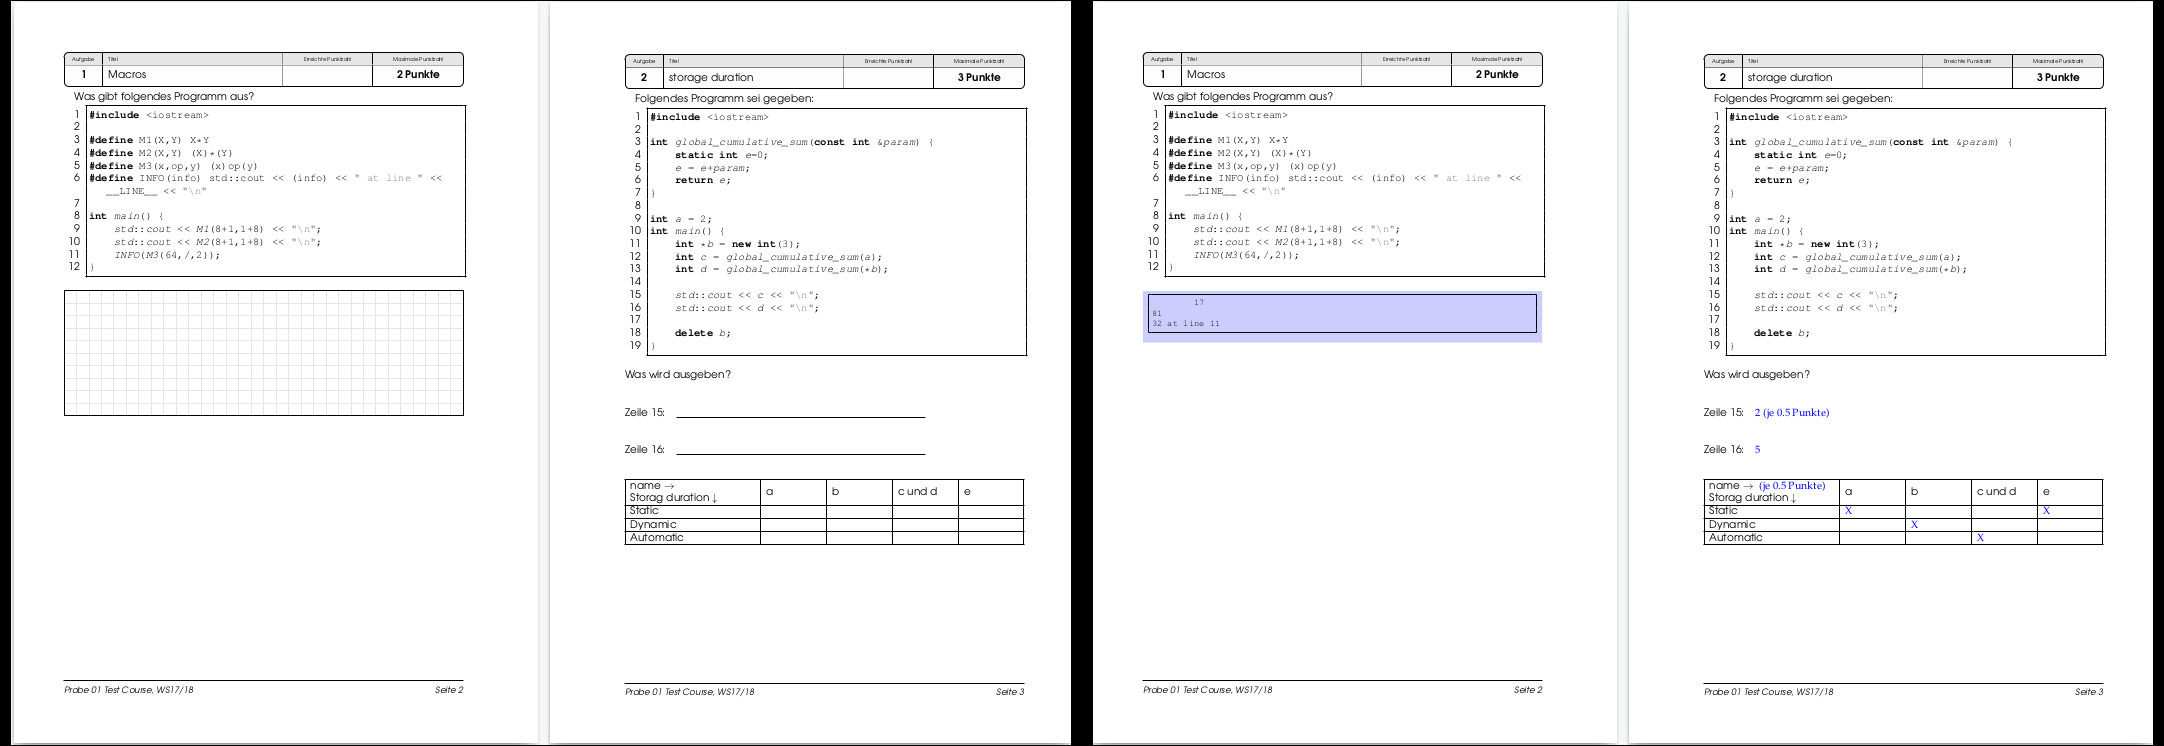 Aufgabe Titel Erreichte Punktzahl Maximale Punktzahl
1 Macros 2 Punkte
Was gibt folgendes Programm aus?
1 #include <iostream>
2
3 #define M1(X,Y) X*Y
4 #define M2(X,Y) (X)*(Y)
5 #define M3(x,op,y) (x)op(y)
6 #define INFO(info) std::cout << (info) << " at line " <<
__LINE__ << "\n"
7
8 int main() {
9 std::cout << M1(8+1,1+8) << "\n";
10 std::cout << M2(8+1,1+8) << "\n";
11 INFO(M3(64,/,2));
12 }
Probe 01 Test Course, WS17/18 Seite 2
Aufgabe Titel Erreichte Punktzahl Maximale Punktzahl
2 storage duration 3 Punkte
Folgendes Programm sei gegeben:
1 #include <iostream>
2
3 int global_cumulative_sum(const int &param) {
4 static int e=0;
5 e = e+param;
6 return e;
7 }
8
9 int a = 2;
10 int main() {
11 int *b = new int(3);
12 int c = global_cumulative_sum(a);
13 int d = global_cumulative_sum(*b);
14
15 std::cout << c << "\n";
16 std::cout << d << "\n";
17
18 delete b;
19 }
Was wird ausgeben?
Zeile 15:
Zeile 16:
name →
Storag duration ↓ a b c und d e
Static
Dynamic
Automatic
Probe 01 Test Course, WS17/18 Seite 3
Aufgabe Titel Erreichte Punktzahl Maximale Punktzahl
1 Macros 2 Punkte
Was gibt folgendes Programm aus?
1 #include <iostream>
2
3 #define M1(X,Y) X*Y
4 #define M2(X,Y) (X)*(Y)
5 #define M3(x,op,y) (x)op(y)
6 #define INFO(info) std::cout << (info) << " at line " <<
__LINE__ << "\n"
7
8 int main() {
9 std::cout << M1(8+1,1+8) << "\n";
10 std::cout << M2(8+1,1+8) << "\n";
11 INFO(M3(64,/,2));
12 }
17
81
32 at line 11
Probe 01 Test Course, WS17/18 Seite 2
Aufgabe Titel Erreichte Punktzahl Maximale Punktzahl
2 storage duration 3 Punkte
Folgendes Programm sei gegeben:
1 #include <iostream>
2
3 int global_cumulative_sum(const int &param) {
4 static int e=0;
5 e = e+param;
6 return e;
7 }
8
9 int a = 2;
10 int main() {
11 int *b = new int(3);
12 int c = global_cumulative_sum(a);
13 int d = global_cumulative_sum(*b);
14
15 std::cout << c << "\n";
16 std::cout << d << "\n";
17
18 delete b;
19 }
Was wird ausgeben?
Zeile 15: 2 (je 0.5 Punkte)
Zeile 16: 5
name → (je 0.5 Punkte)
Storag duration ↓ a b c und d e
Static X X
Dynamic X
Automatic X
Probe 01 Test Course, WS17/18 Seite 3